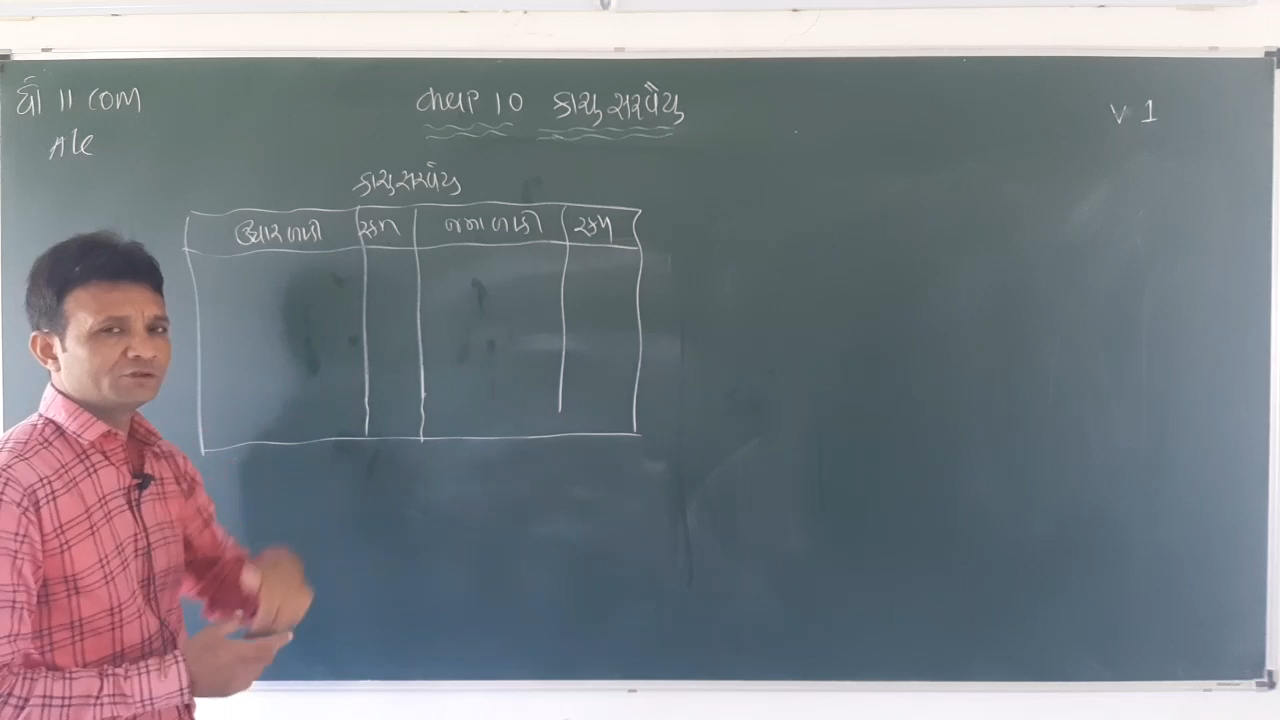 ધો 11 COM
A/c
Chap 10 કાચુ સરવૈયુ
V 1
કાચુ સરવૈયુ
ઉધાર બાકી રકમ જમા બાકી રકમ